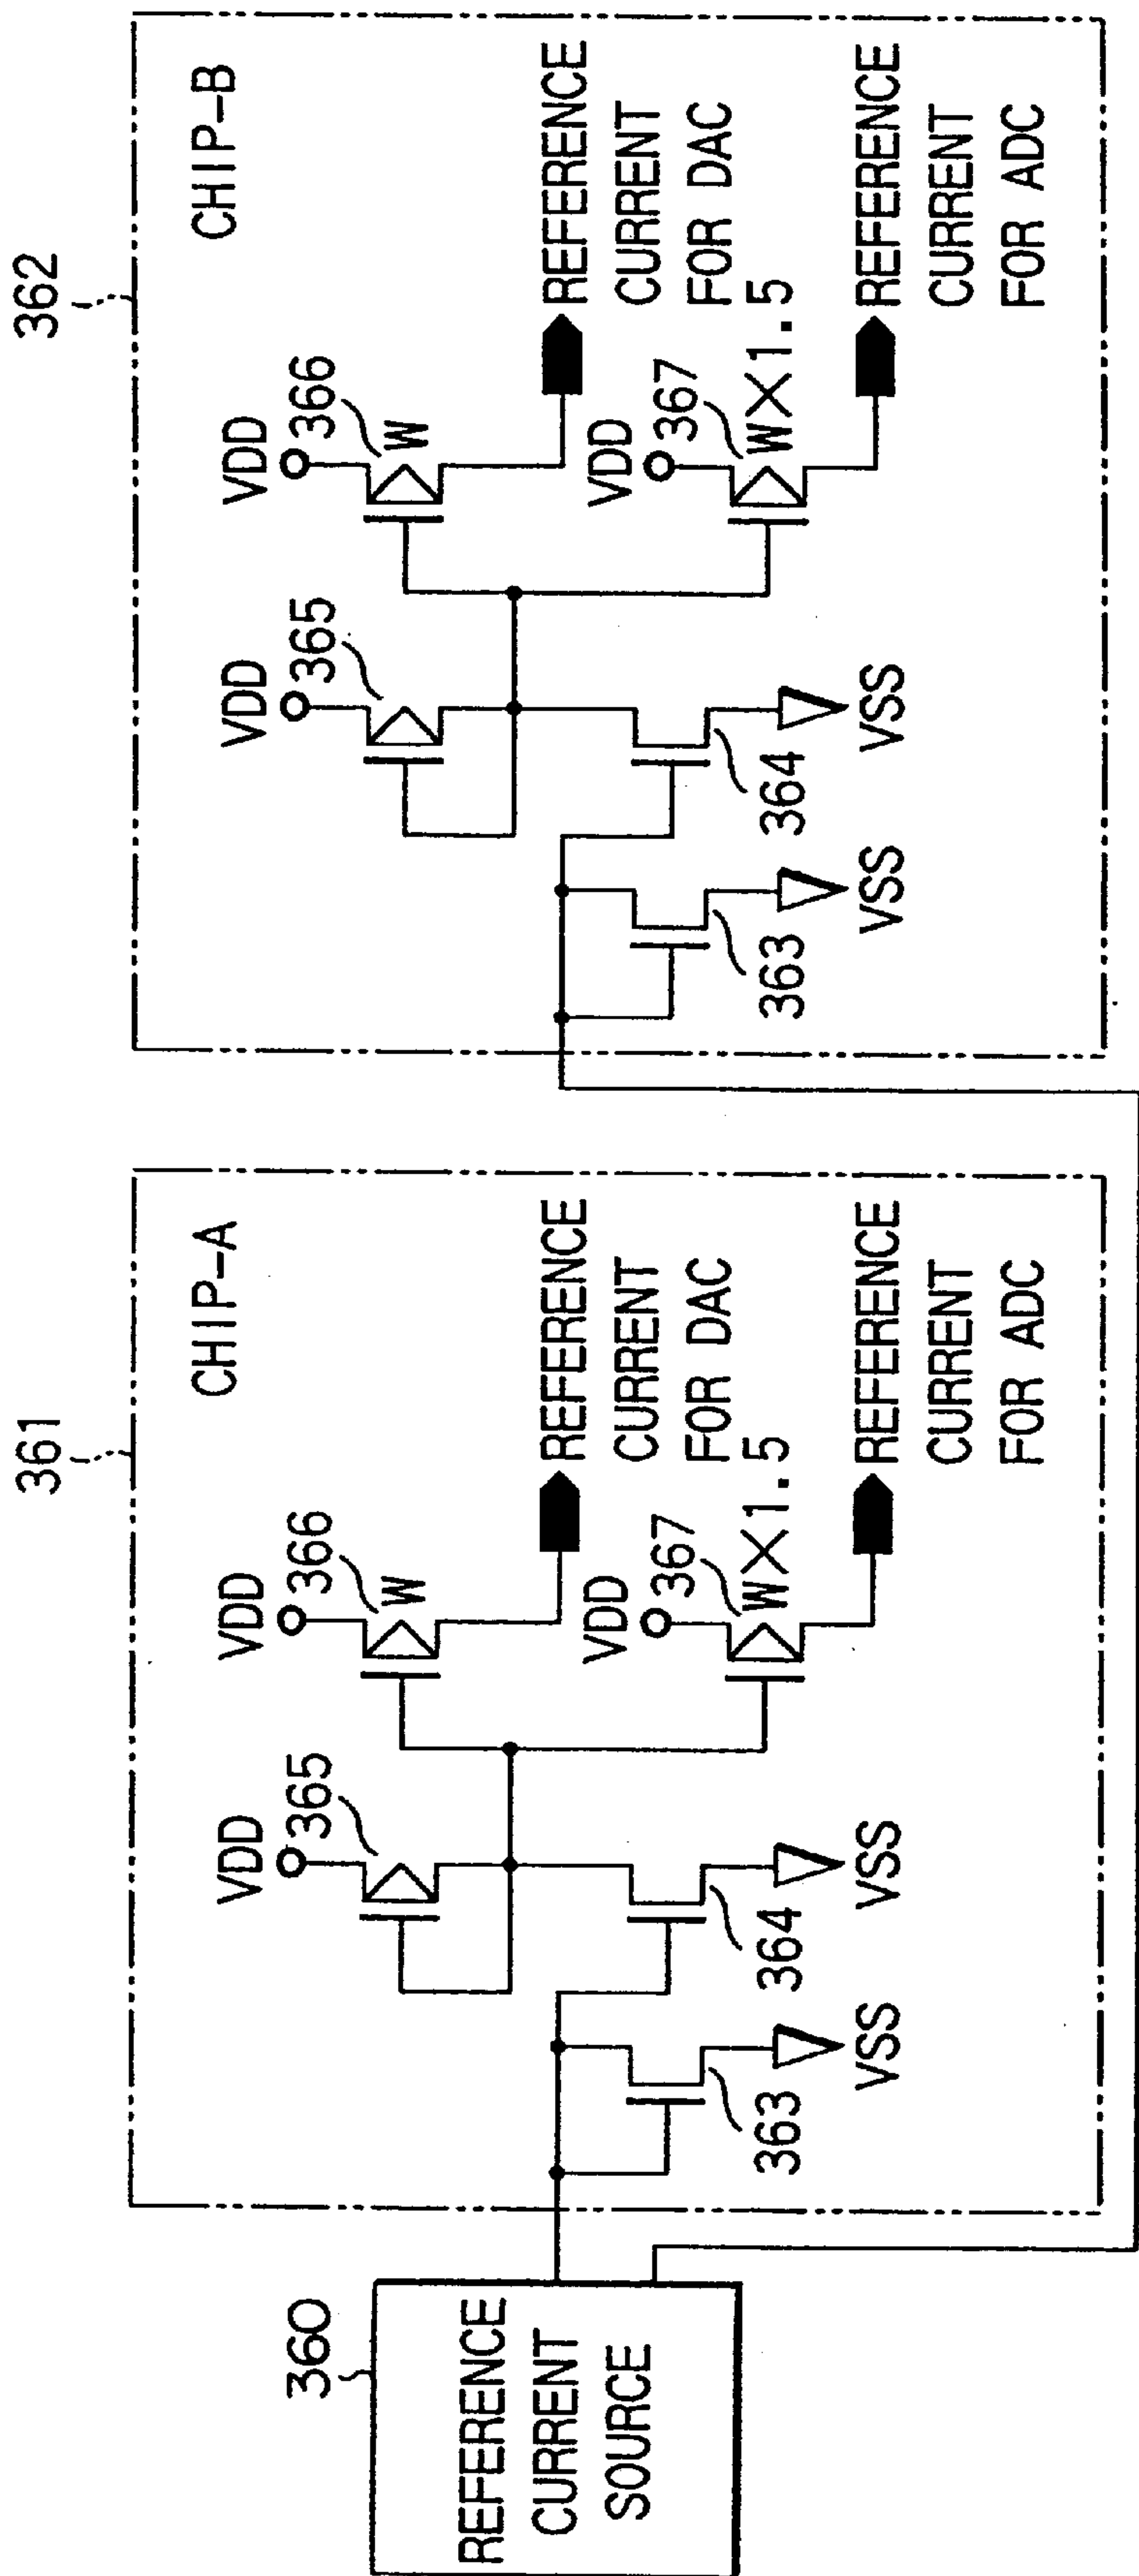 360
REFERENCE
CURRENT
SOURCE
361
CHIP-A
VDD
365
VDD
366
W
REFERENCE
CURRENT
FOR DAC
VDD
367
W×1.5
REFERENCE
CURRENT
FOR ADC
363
VSS
364
VSS
362
CHIP-B
VDD
365
VDD
366
W
REFERENCE
CURRENT
FOR DAC
VDD
367
W×1.5
REFERENCE
CURRENT
FOR ADC
363
VSS
364
VSS